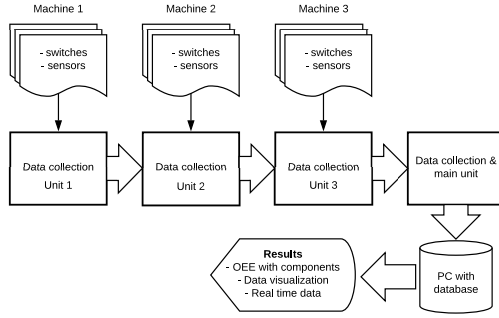 Machine 1
Machine 2
Machine 3
- switches
- sensors
- switches
- sensors
- switches
- sensors
Data collection
Unit 1
Data collection
Unit 2
Data collection
Unit 3
Data collection &
main unit
Results
- OEE with components
- Data visualization
- Real time data
PC with
database